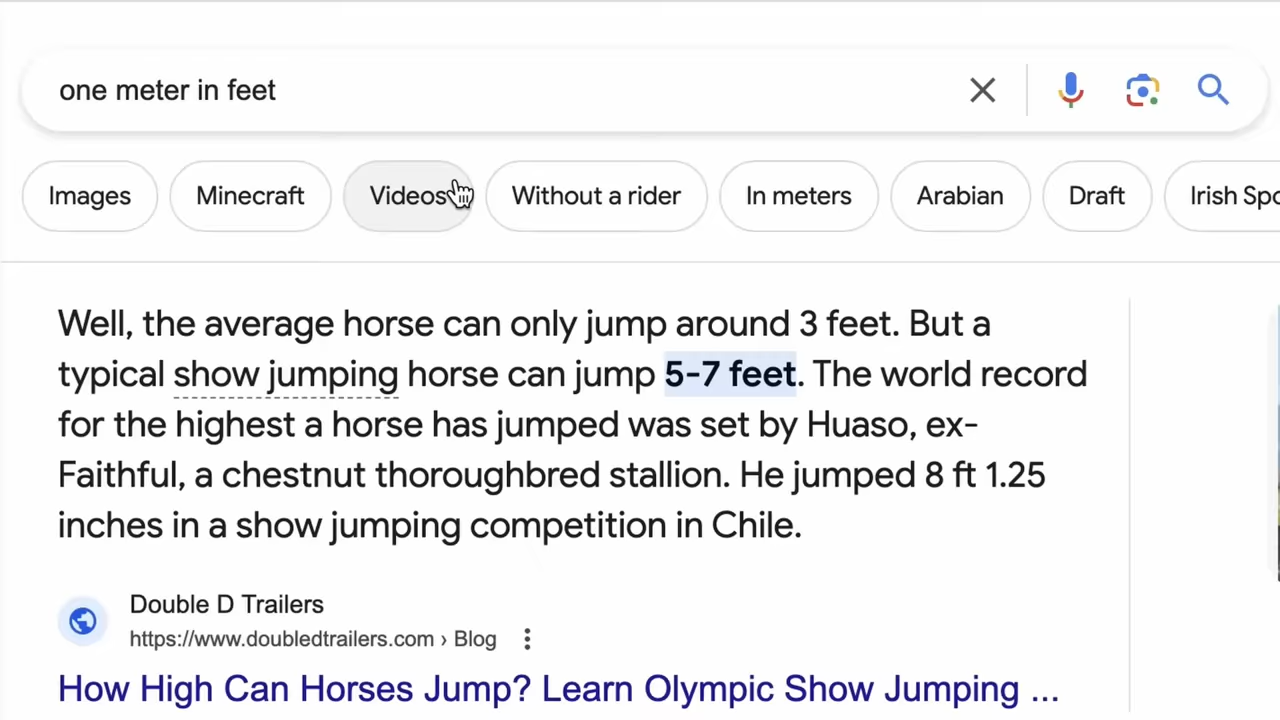 one meter in feet
Images Minecraft Videos Without a rider In meters Arabian Draft Irish Spo
Well, the average horse can only jump around 3 feet. But a
typical show jumping horse can jump 5-7 feet. The world record
for the highest a horse has jumped was set by Huaso, ex-
Faithful, a chestnut thoroughbred stallion. He jumped 8 ft 1.25
inches in a show jumping competition in Chile.
Double D Trailers
https://www.doubledtrailers.com › Blog
How High Can Horses Jump? Learn Olympic Show Jumping ...